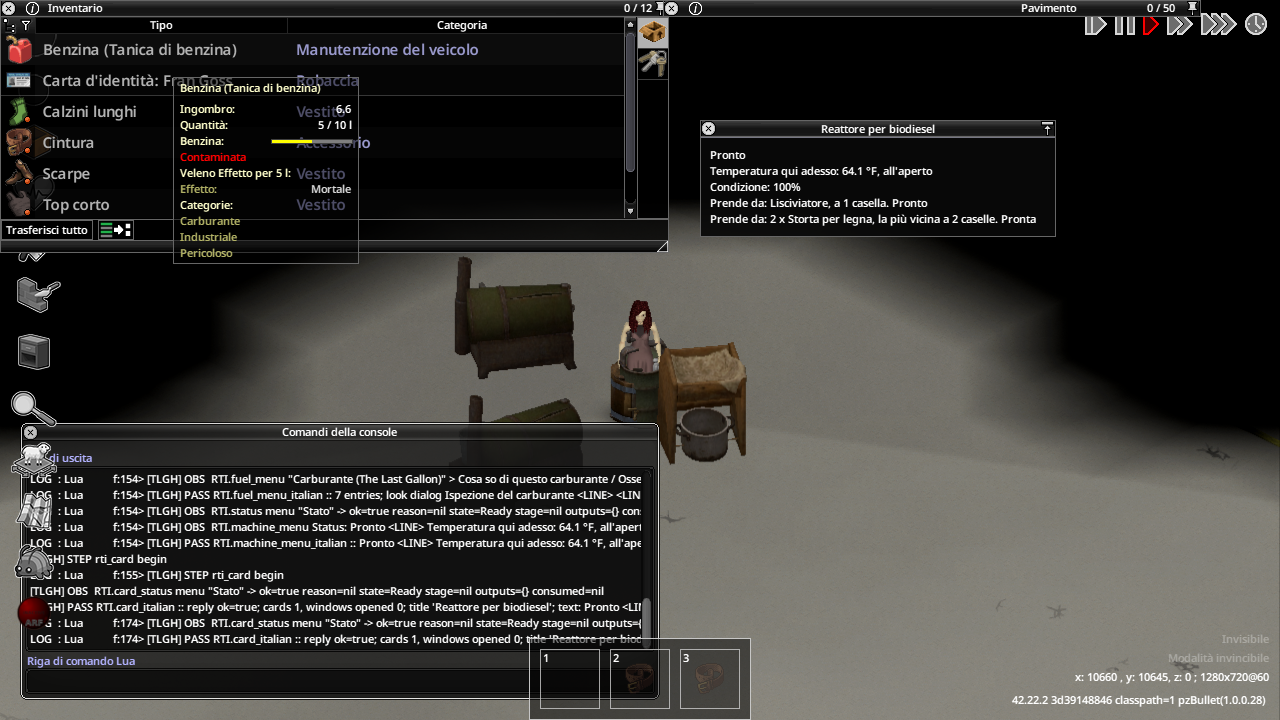 Inventario
0 / 12
Pavimento
0 / 50
Tipo
Categoria
Benzina (Tanica di benzina)
Manutenzione del veicolo
Carta d'identità: Fran Goss
Robaccia
Calzini lunghi
Vestito
Cintura
Accessorio
Scarpe
Vestito
Top corto
Vestito
Trasferisci tutto
Benzina (Tanica di benzina)
Ingombro: 6,6
Quantità: 5 / 10 l
Benzina:
Contaminata
Veleno Effetto per 5 l:
Effetto: Mortale
Categorie:
Carburante
Industriale
Pericoloso
Reattore per biodiesel
Pronto
Temperatura qui adesso: 64.1 °F, all'aperto
Condizione: 100%
Prende da: Lisciviatore, a 1 casella. Pronto
Prende da: 2 x Storta per legna, la più vicina a 2 caselle. Pronta
Comandi della console
di uscita
LOG : Lua f:154> [TLGH] OBS RTI.fuel_menu "Carburante (The Last Gallon)" > Cosa so di questo carburante / Osse
LOG : Lua f:154> [TLGH] PASS RTI.fuel_menu_italian :: 7 entries; look dialog Ispezione del carburante <LINE> <LIN
LOG : Lua f:154> [TLGH] OBS RTI.status menu "Stato" -> ok=true reason=nil state=Ready stage=nil outputs={} con
LOG : Lua f:154> [TLGH] OBS RTI.machine_menu Status: Pronto <LINE> Temperatura qui adesso: 64.1 °F, all'apert
LOG : Lua f:154> [TLGH] PASS RTI.machine_menu_italian :: Pronto <LINE> Temperatura qui adesso: 64.1 °F, all'ape
GH] STEP rti_card begin
LOG : Lua f:155> [TLGH] STEP rti_card begin
[TLGH] OBS RTI.card_status menu "Stato" -> ok=true reason=nil state=Ready stage=nil outputs={} consumed=nil
GH] PASS RTI.card_italian :: reply ok=true; cards 1, windows opened 0; title 'Reattore per biodiesel'; text: Pronto <LI
LOG : Lua f:174> [TLGH] OBS RTI.card_status menu "Stato" -> ok=true reason=nil state=Ready stage=nil outputs={
LOG : Lua f:174> [TLGH] PASS RTI.card_italian :: reply ok=true; cards 1, windows opened 0; title 'Reattore per biod
Riga di comando Lua
ARF
1
2
3
Invisibile
Modalità invincibile
x: 10660 , y: 10645, z: 0 ; 1280x720@60
42.22.2 3d39148846 classpath=1 pzBullet(1.0.0.28)